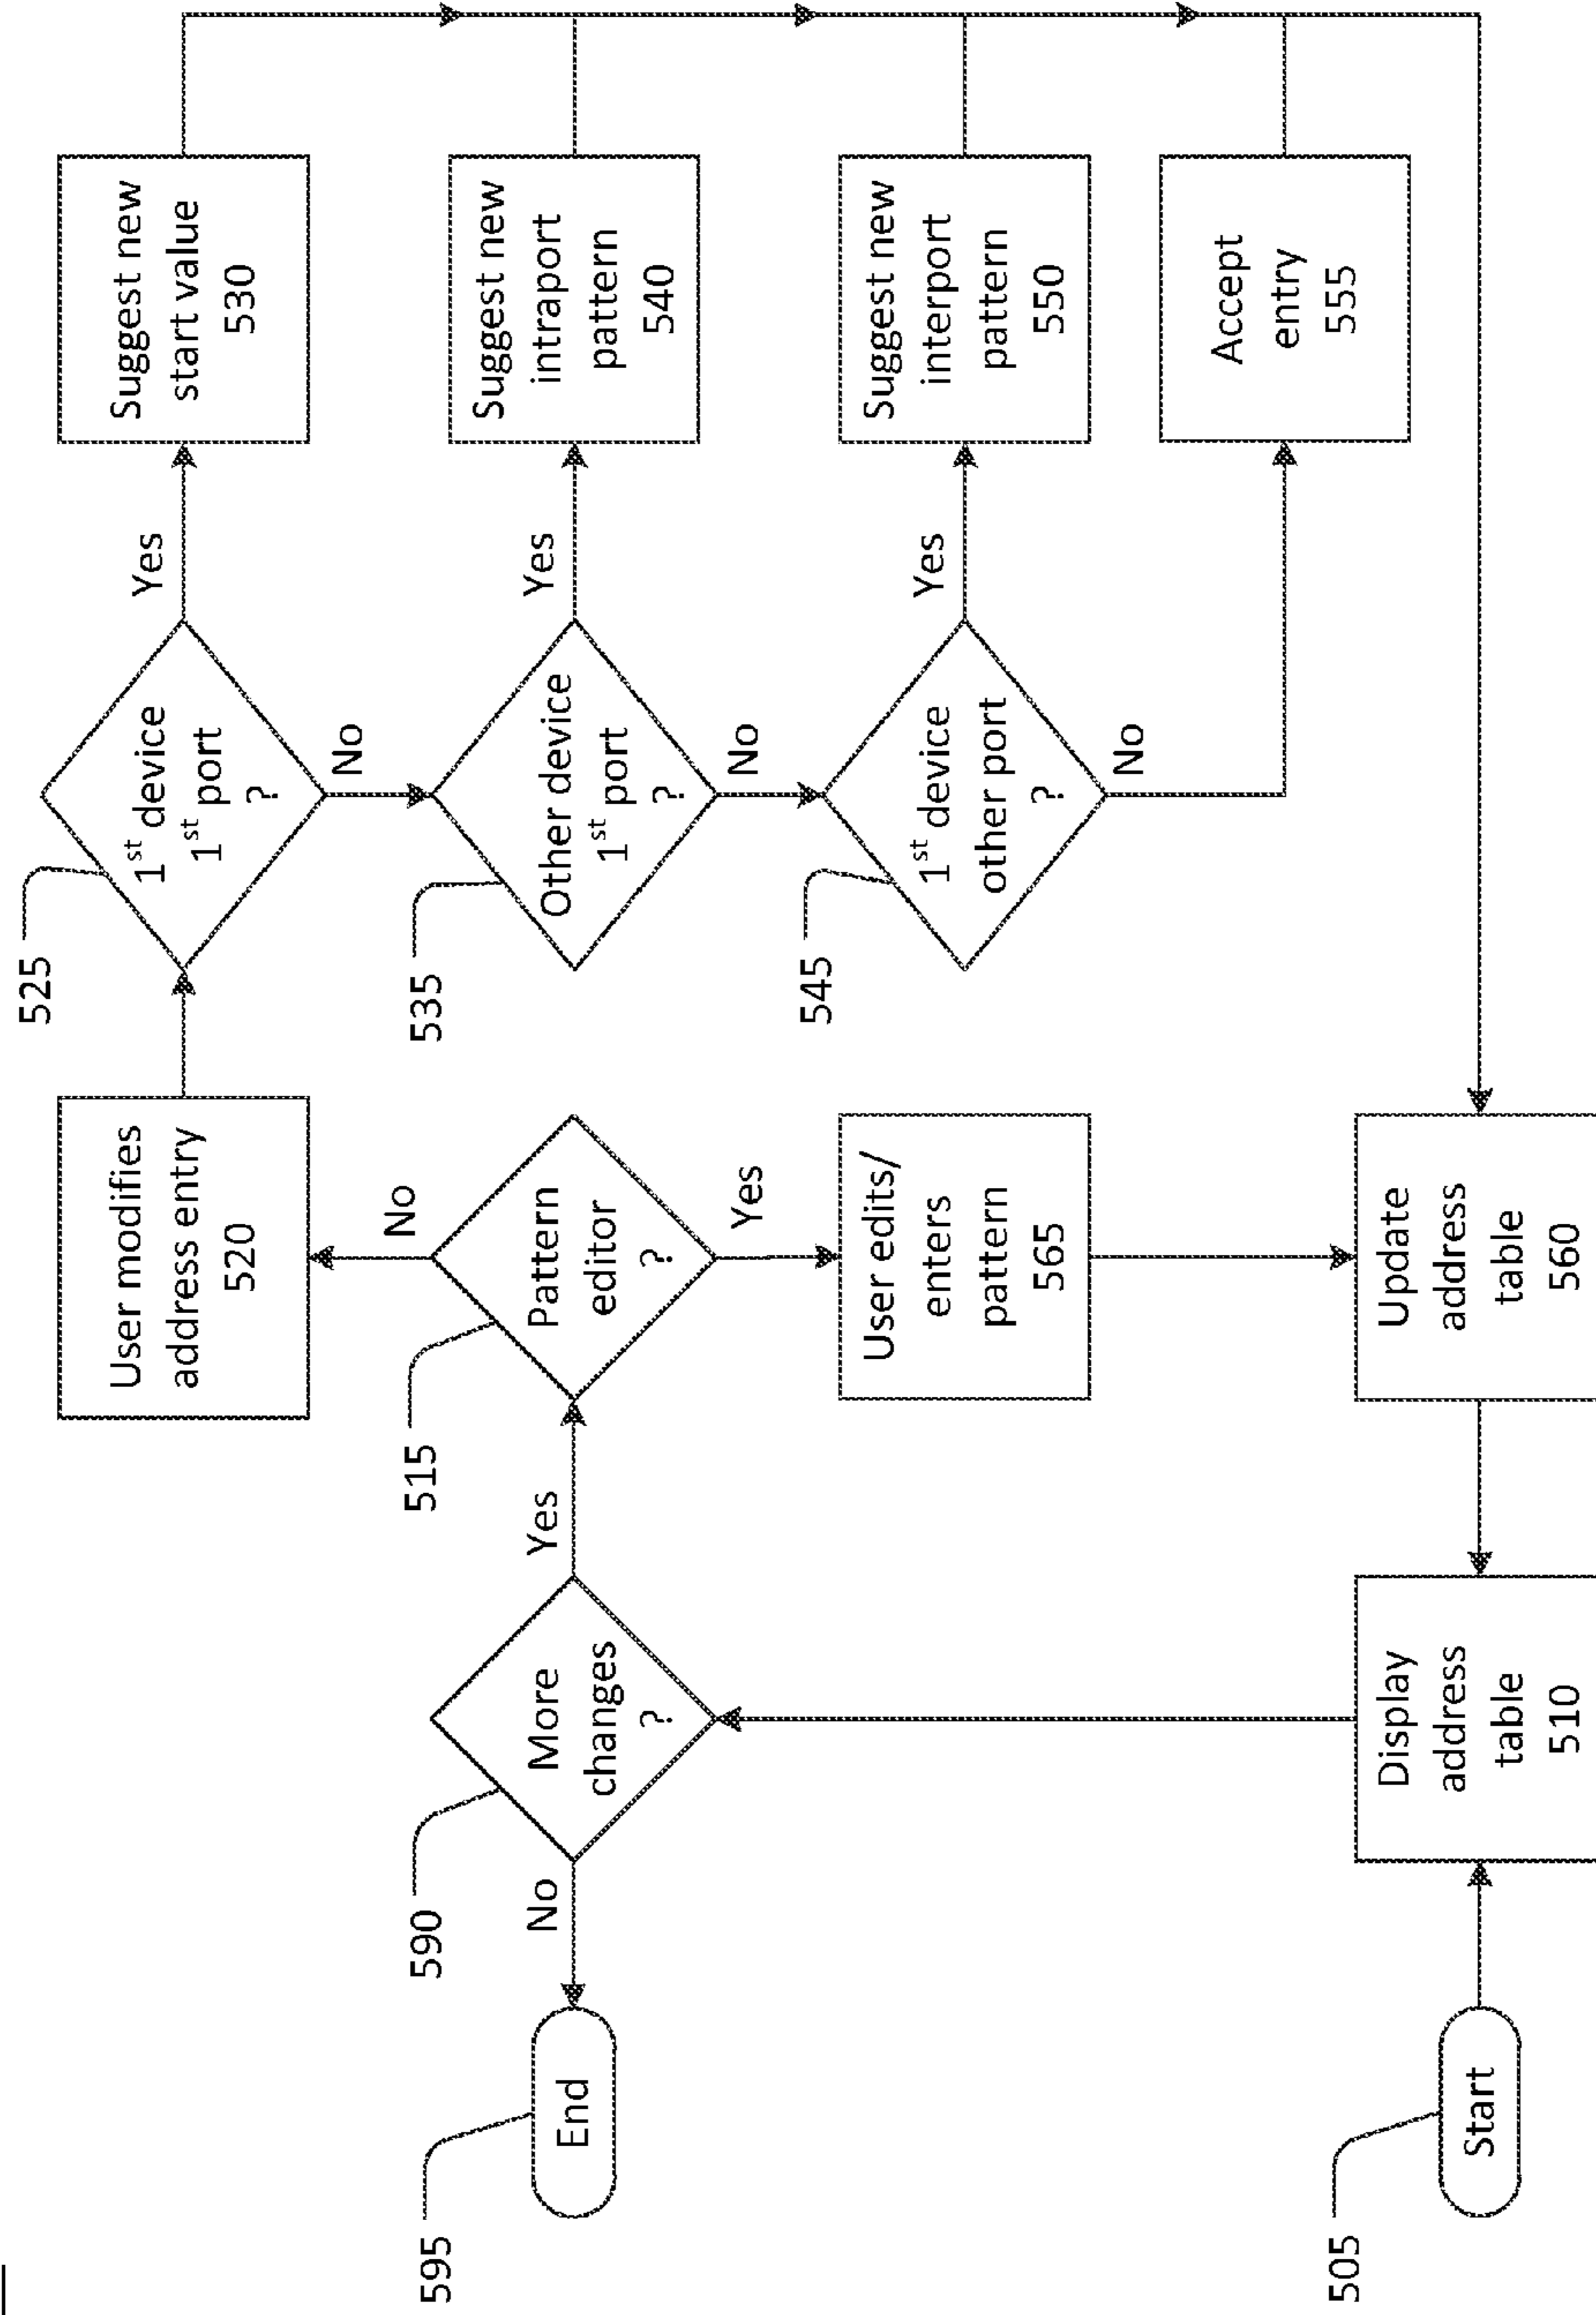 525
User modifies
address entry
520
1st device
1st port
?
Yes
Suggest new
start value
530
No
No
595
590
515
535
End
No
More
changes
?
Yes
Pattern
editor
?
Other device
1st port
?
Yes
Suggest new
intraport
pattern
540
Yes
No
545
User edits/
enters
pattern
565
1st device
other port
?
Yes
Suggest new
interport
pattern
550
No
Accept
entry
555
505
Start
Display
address
table
510
Update
address
table
560